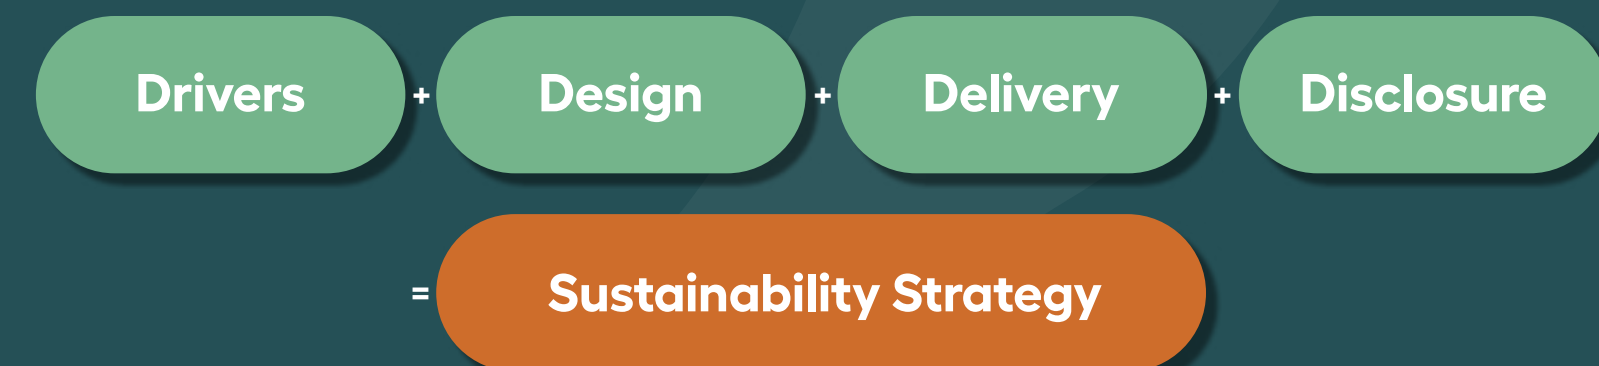 Drivers + Design + Delivery + Disclosure
= Sustainability Strategy